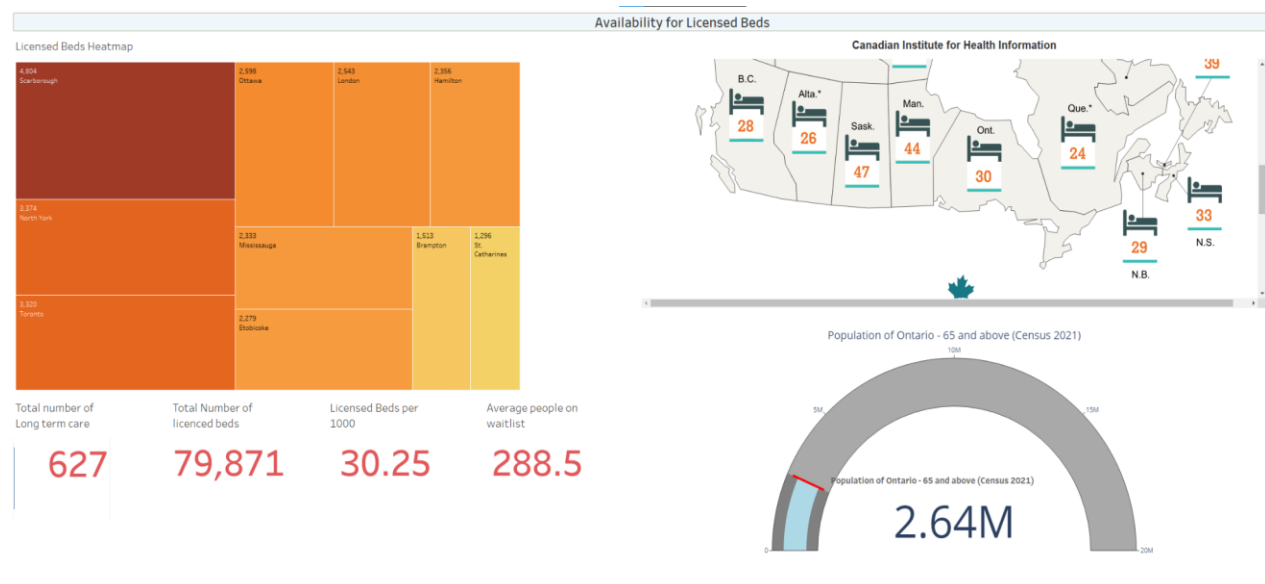 Availability for Licensed Beds
Licensed Beds Heatmap
4,804
Scarborough
3,374
North York
3,320
Toronto
2,598
Ottawa
2,543
London
2,356
Hamilton
2,333
Mississauga
2,279
Etobicoke
1,513
Brampton
1,296
St.
Catharines
Total number of
Long term care
627
Total Number of
licenced beds
79,871
Licensed Beds per
1000
30.25
Average people on
waitlist
288.5
Canadian Institute for Health Information
39
B.C.
28
Alta.*
26
Sask.
47
Man.
44
Ont.
30
Que.*
24
33
N.S.
29
N.B.
Population of Ontario - 65 and above (Census 2021)
10M
5M
15M
Population of Ontario - 65 and above (Census 2021)
2.64M
0
20M